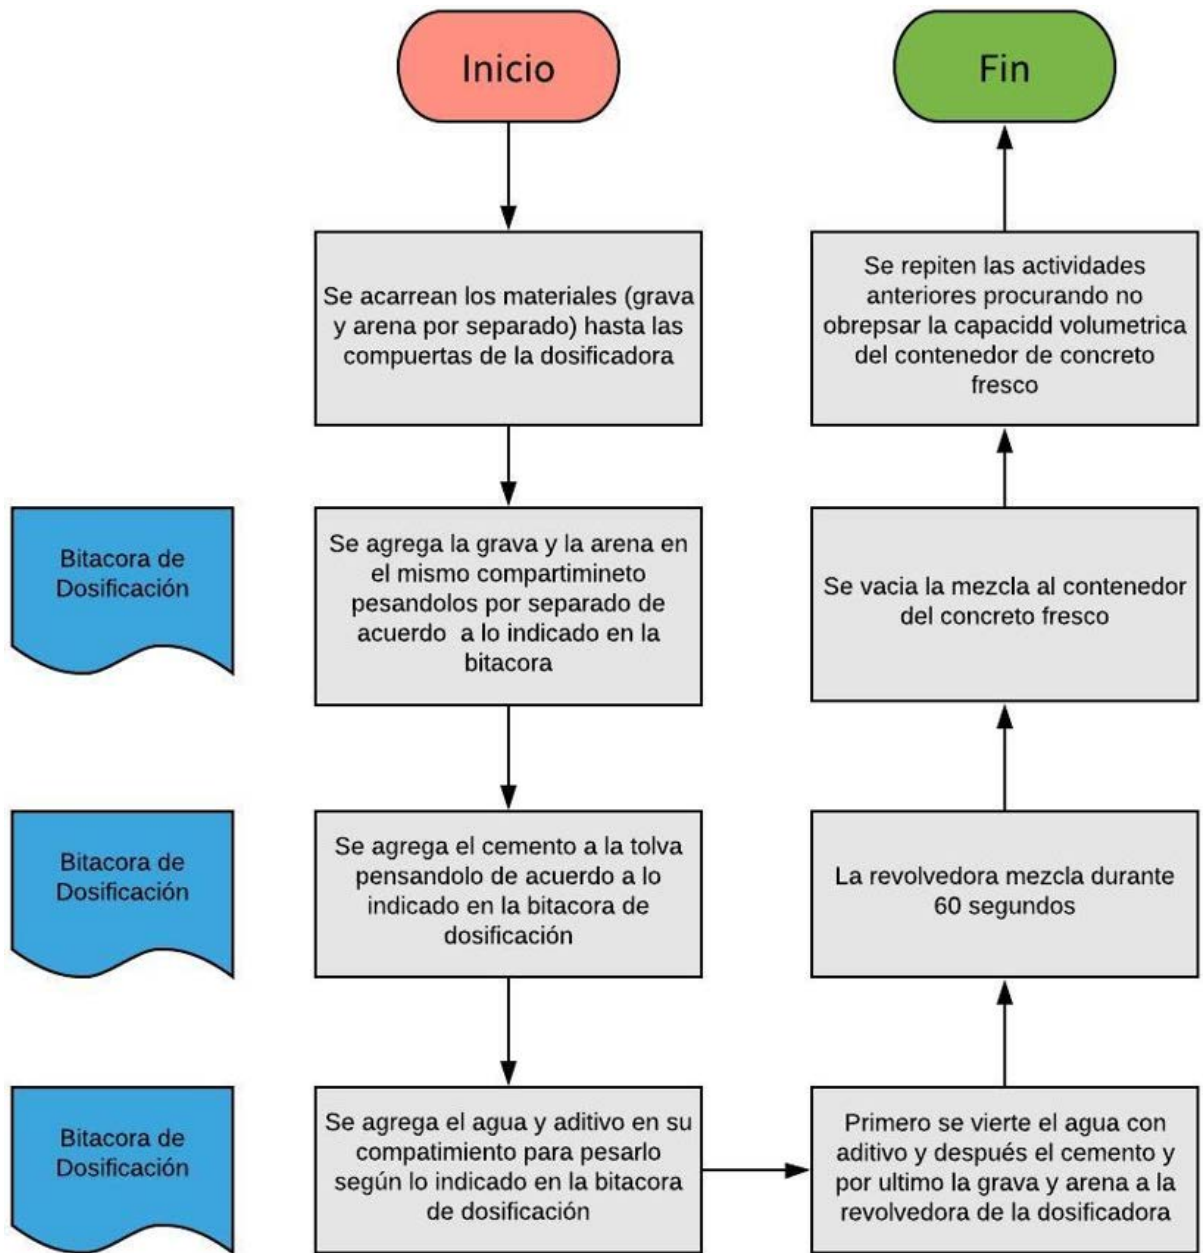 Inicio
Se acarrean los materiales (grava
y arena por separado) hasta las
compuertas de la dosificadora
Bitacora de
Dosificación
Se agrega la grava y la arena en
el mismo compartimineto
pesandolos por separado de
acuerdo a lo indicado en la
bitacora
Bitacora de
Dosificación
Se agrega el cemento a la tolva
pensandolo de acuerdo a lo
indicado en la bitacora de
dosificación
Bitacora de
Dosificación
Se agrega el agua y aditivo en su
compatimiento para pesarlo
según lo indicado en la bitacora
de dosificación
Primero se vierte el agua con
aditivo y después el cemento y
por ultimo la grava y arena a la
revolvedora de la dosificadora
La revolvedora mezcla durante
60 segundos
Se vacia la mezcla al contenedor
del concreto fresco
Se repiten las actividades
anteriores procurando no
obrepsar la capacidd volumetrica
del contenedor de concreto
fresco
Fin